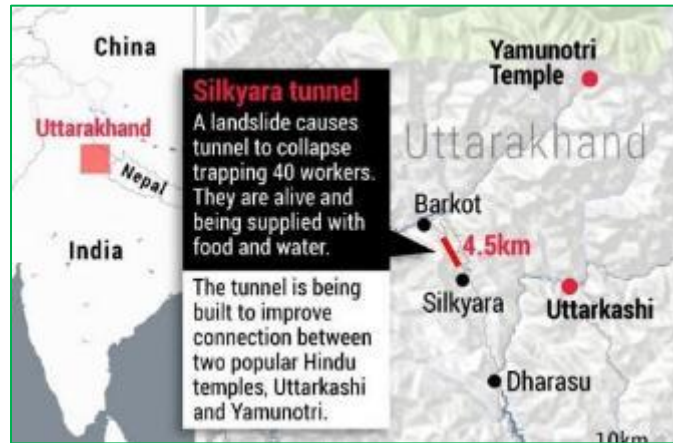 China
Uttarakhand
Nepal
India
Silkyara tunnel
A landslide causes
tunnel to collapse
trapping 40 workers.
They are alive and
being supplied with
food and water.
The tunnel is being
built to improve
connection between
two popular Hindu
temples, Uttarkashi
and Yamunotri.
Yamunotri
Temple
Uttarakhand
Barkot
4.5km
Silkyara
Uttarkashi
Dharasu
10km